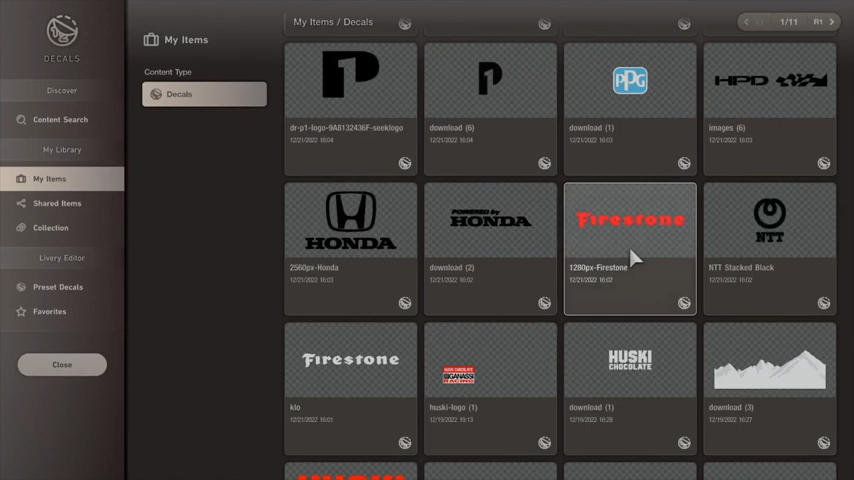 DECALS
Discover
Content Search
My Library
My Items
Shared Items
Collection
Livery Editor
Preset Decals
Favorites
Close
My Items
Content Type
Decals
My Items / Decals
1/11
R1
P1
P1
PPG
HPD
dr-p1-logo-9A8132436F-seeklogo
12/21/2022 16:04
download (6)
12/21/2022 16:04
download (1)
12/21/2022 16:03
images (6)
12/21/2022 16:03
HONDA
POWERED by
HONDA
Firestone
NTT
2560px-Honda
12/21/2022 16:03
download (2)
12/21/2022 16:02
1280px-Firestone
12/21/2022 16:02
NTT Stacked Black
12/21/2022 16:02
Firestone
HUSKI CHOCOLATE
GANASSI
RACING
HUSKI
CHOCOLATE
klo
12/21/2022 16:01
huski-logo (1)
12/19/2022 19:13
download (1)
12/19/2022 16:28
download (3)
12/19/2022 16:27